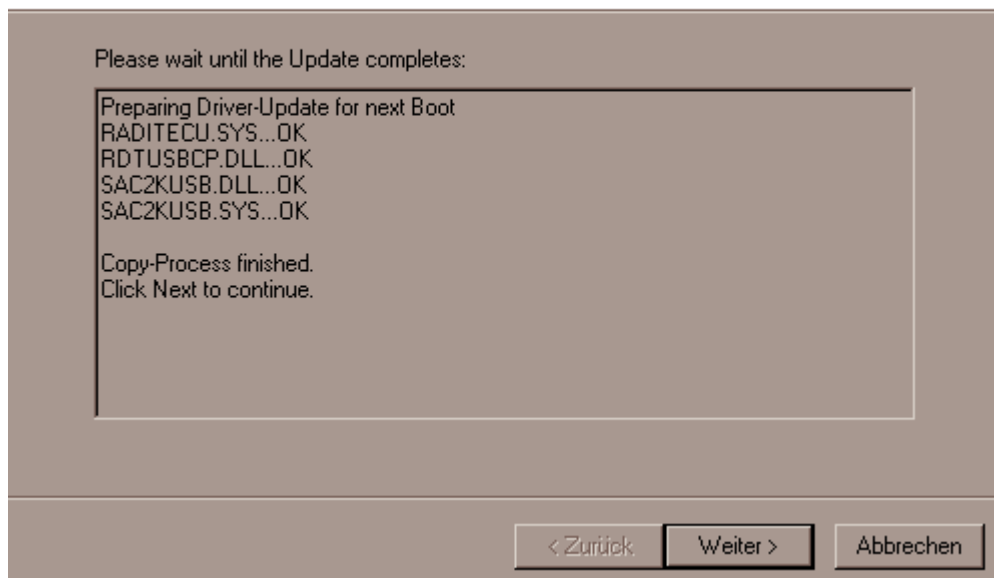 Please wait until the Update completes:
Preparing Driver-Update for next Boot
RADITECU.SYS...OK
RDTUSBCP.DLL...OK
SAC2KUSB.DLL...OK
SAC2KUSB.SYS...OK
Copy-Process finished.
Click Next to continue.
< Zurück Weiter > Abbrechen